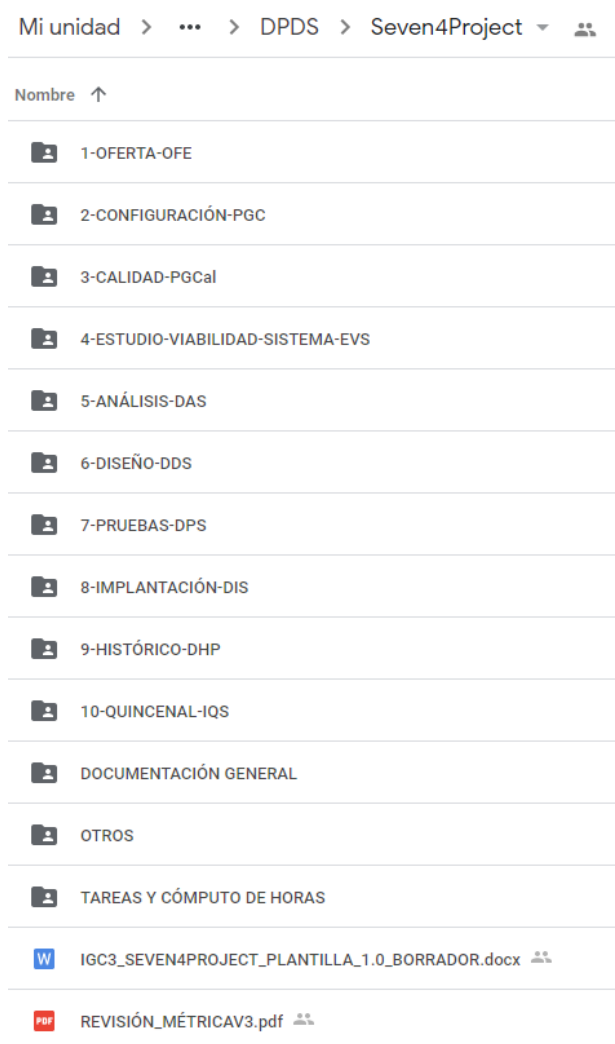 Mi unidad > ••• > DPDS > Seven4Project
Nombre ↑
1-OFERTA-OFE
2-CONFIGURACIÓN-PGC
3-CALIDAD-PGCal
4-ESTUDIO-VIABILIDAD-SISTEMA-EVS
5-ANÁLISIS-DAS
6-DISEÑO-DDS
7-PRUEBAS-DPS
8-IMPLANTACIÓN-DIS
9-HISTÓRICO-DHP
10-QUINCENAL-IQS
DOCUMENTACIÓN GENERAL
OTROS
TAREAS Y CÓMPUTO DE HORAS
W IGC3_SEVEN4PROJECT_PLANTILLA_1.0_BORRADOR.docx
PDF REVISIÓN_MÉTRICAV3.pdf